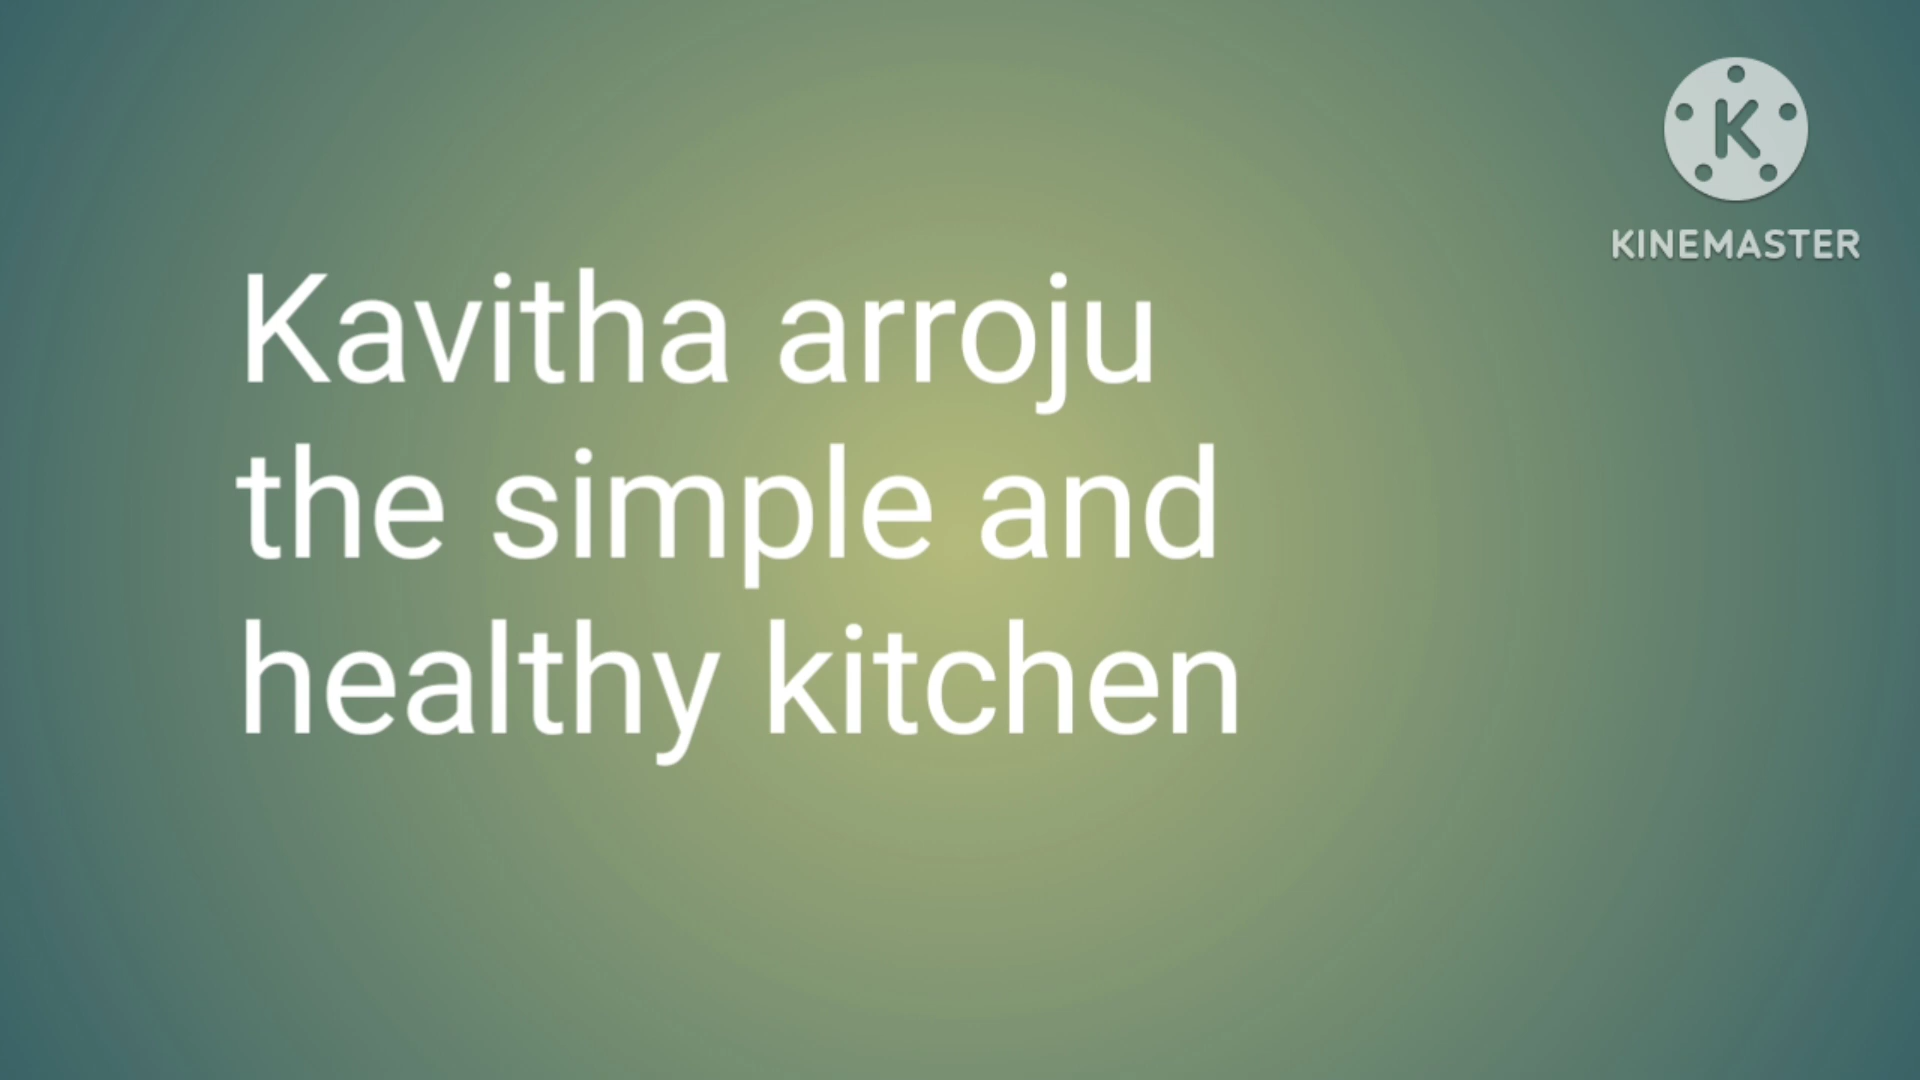 Kavitha arroju
the simple and
healthy kitchen
K
KINEMASTER